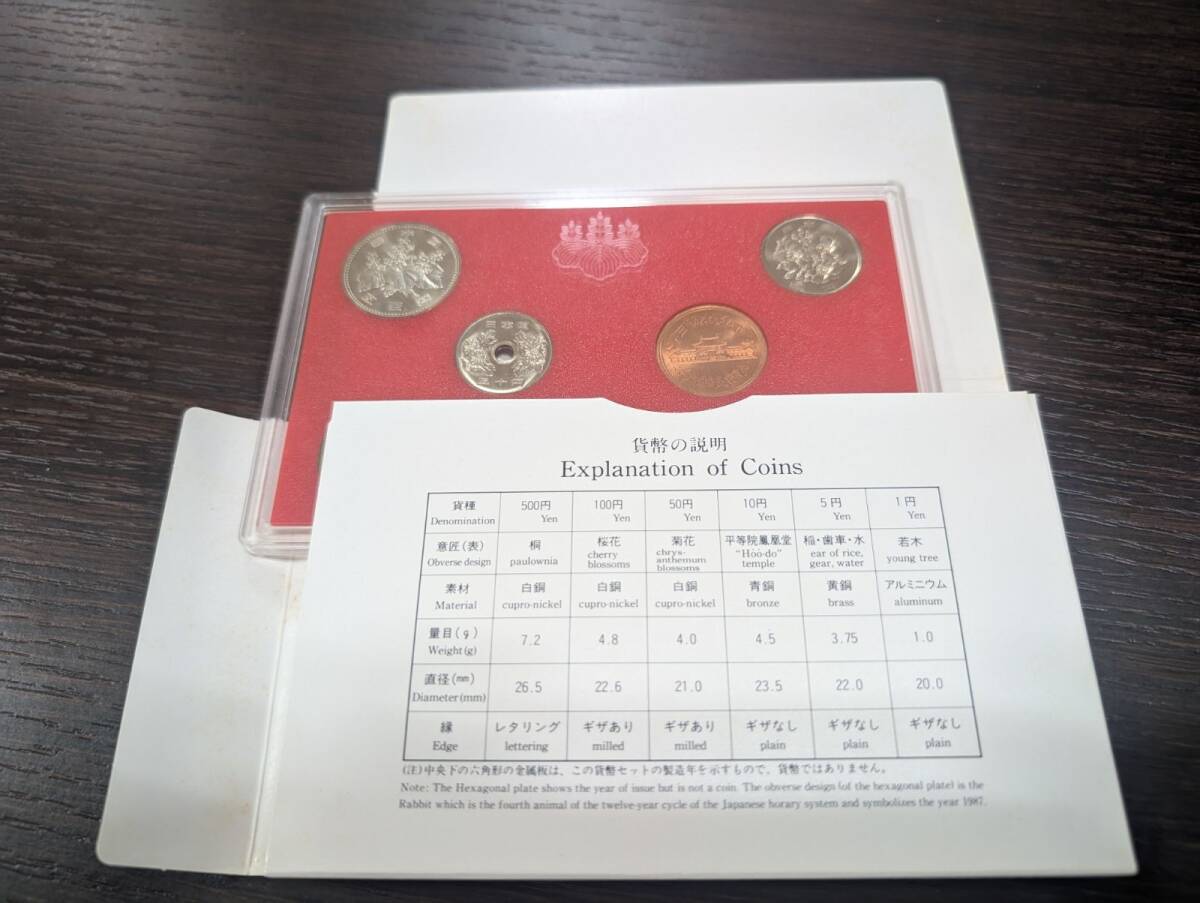 日本国
五百円
日本国
五十円
貨幣の説明
Explanation of Coins
貨種 500円 100円 50円 10円 5円 1円
Denomination Yen Yen Yen Yen Yen Yen
意匠(表) 桐 桜花 菊花 平等院鳳凰堂 稲・歯車・水 若木
Obverse design paulownia cherry blossoms chrys-anthemum blossoms "Hōō-do" temple ear of rice, gear, water young tree
素材 白銅 白銅 白銅 青銅 黄銅 アルミニウム
Material cupro-nickel cupro-nickel cupro-nickel bronze brass aluminum
量目(g) 7.2 4.8 4.0 4.5 3.75 1.0
Weight(g)
直径(mm) 26.5 22.6 21.0 23.5 22.0 20.0
Diameter(mm)
縁 レタリング ギザあり ギザあり ギザなし ギザなし ギザなし
Edge lettering milled milled plain plain plain
(注)中央下の六角形の金属板は、この貨幣セットの製造年を示すもので、貨幣ではありません。
Note: The Hexagonal plate shows the year of issue but is not a coin. The obverse design (of the hexagonal plate) is the
Rabbit which is the fourth animal of the twelve-year cycle of the Japanese horary system and symbolizes the year 1987.